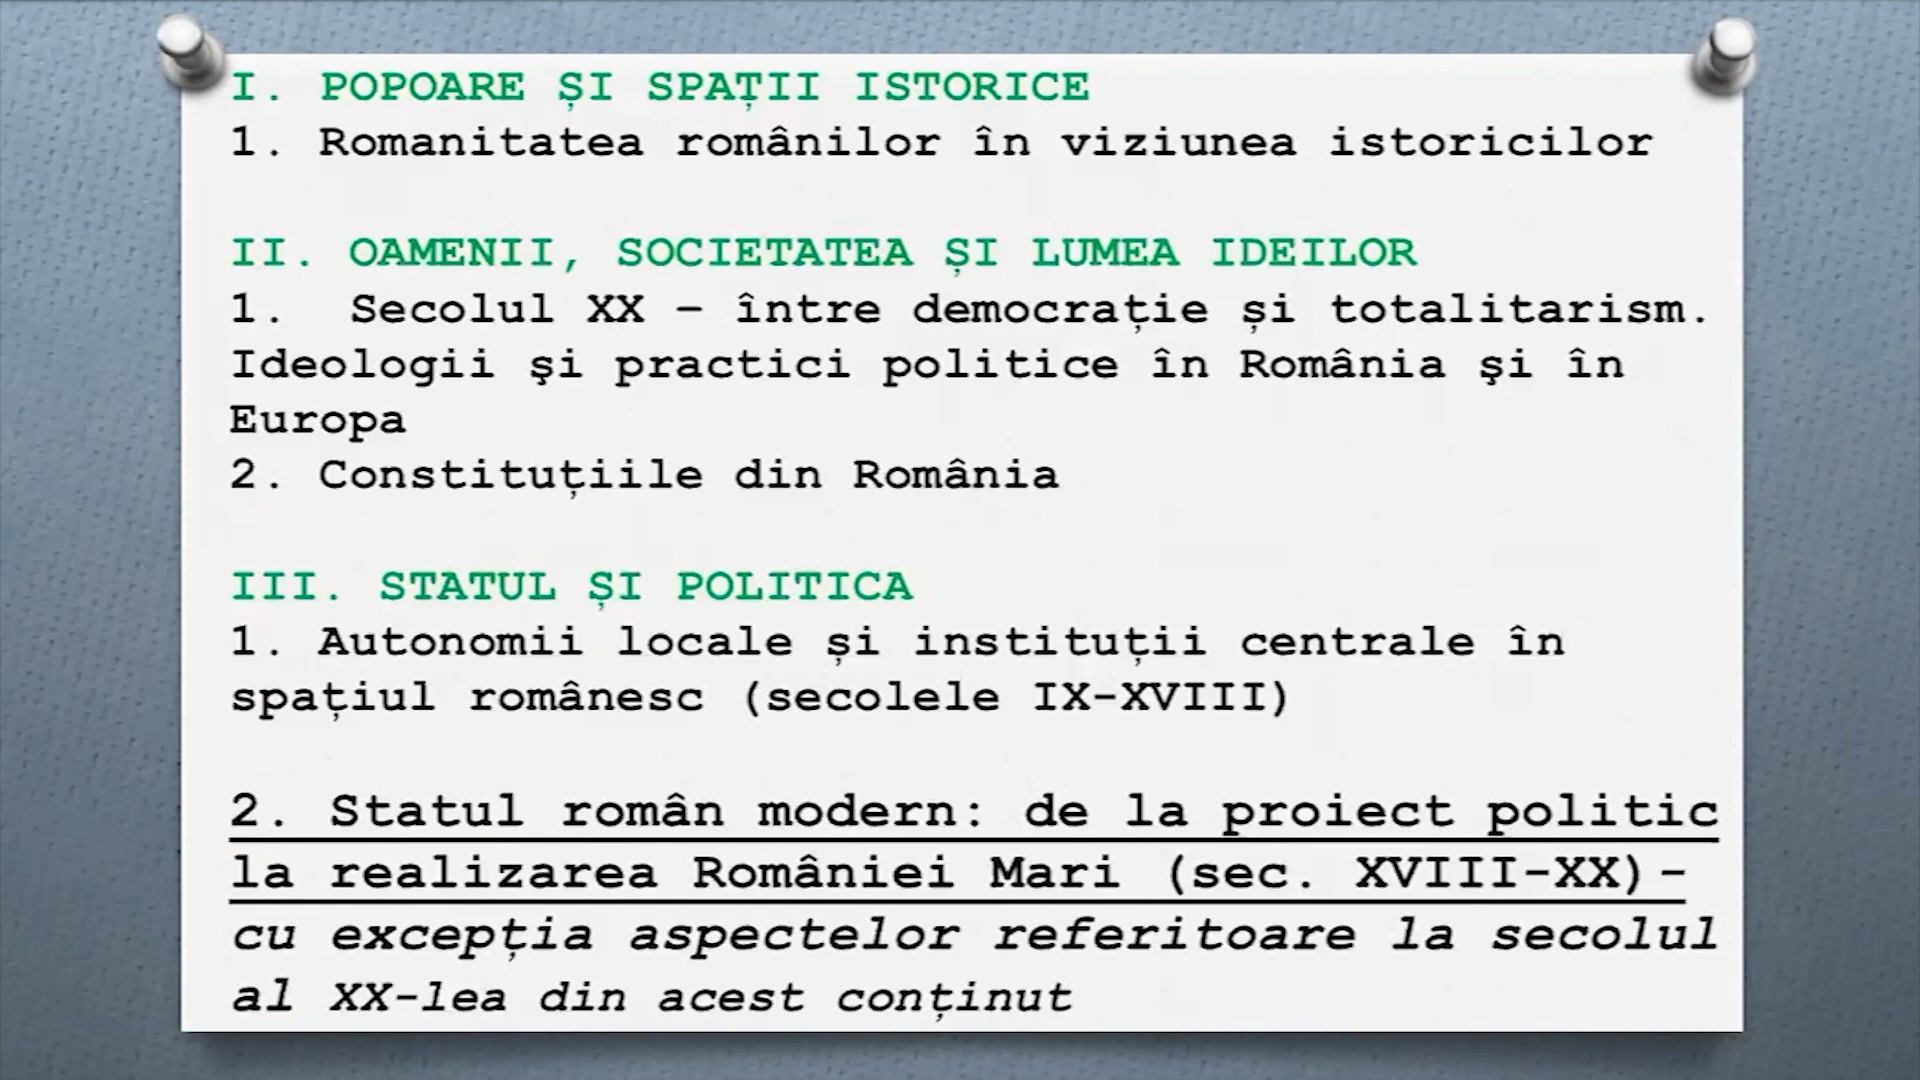 I. POPOARE ȘI SPAȚII ISTORICE
1. Romanitatea românilor în viziunea istoricilor
II. OAMENII, SOCIETATEA ȘI LUMEA IDEILOR
1. Secolul XX – între democrație și totalitarism.
Ideologii şi practici politice în România şi în
Europa
2. Constituțiile din România
III. STATUL ȘI POLITICA
1. Autonomii locale și instituții centrale în
spațiul românesc (secolele IX-XVIII)
2. Statul român modern: de la proiect politic
la realizarea României Mari (sec. XVIII-XX)-
cu excepția aspectelor referitoare la secolul
al XX-lea din acest conținut